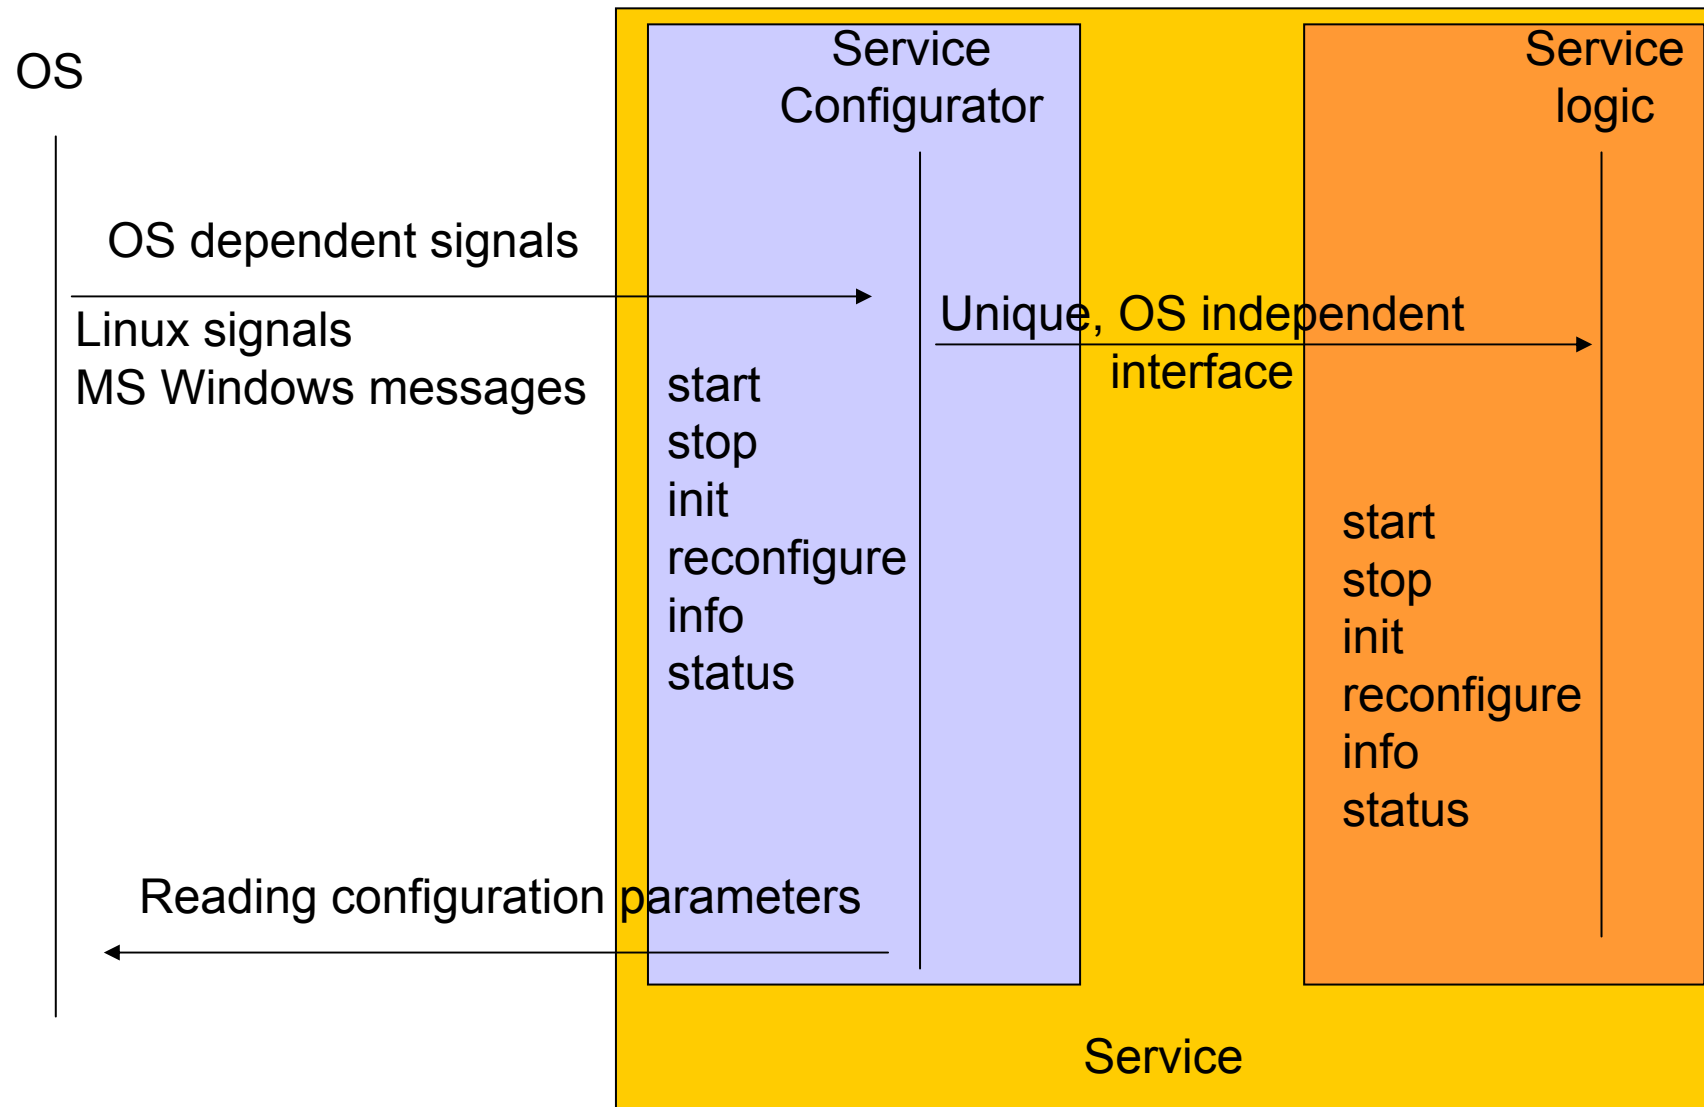 OS
Service
Configurator
Service
logic
OS dependent signals
Linux signals
MS Windows messages
Unique, OS independent
interface
start
stop
init
reconfigure
info
status
start
stop
init
reconfigure
info
status
Reading configuration parameters
Service